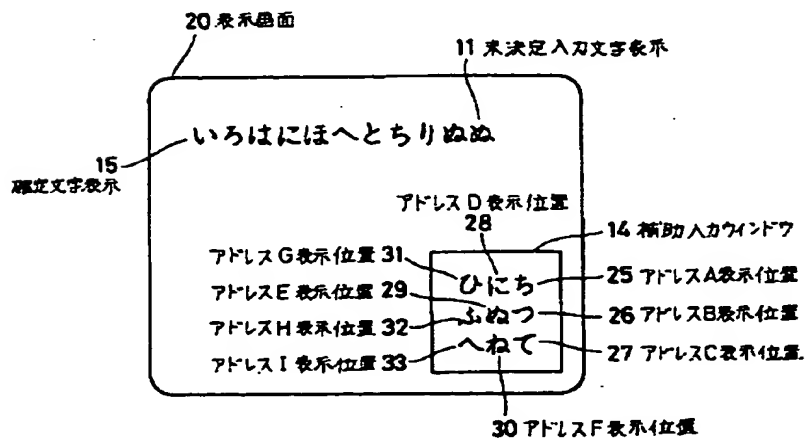 20 表示画面
11 未決定入力文字表示
いろはにほへとちりぬぬ
15
確定文字表示
アドレスD表示位置
28
14 補助入力ウィンドウ
アドレスG表示位置 31
ひにち
25 アドレスA表示位置
アドレスE表示位置 29
ふぬつ
26 アドレスB表示位置
アドレスH表示位置 32
へねて
27 アドレスC表示位置
アドレスI表示位置 33
30 アドレスF表示位置